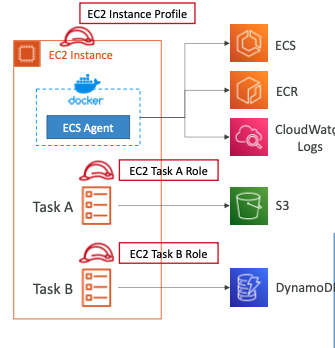 EC2 Instance Profile
EC2 Instance
docker
ECS Agent
ECS
ECR
CloudWatc
Logs
EC2 Task A Role
Task A
S3
EC2 Task B Role
Task B
DynamoD